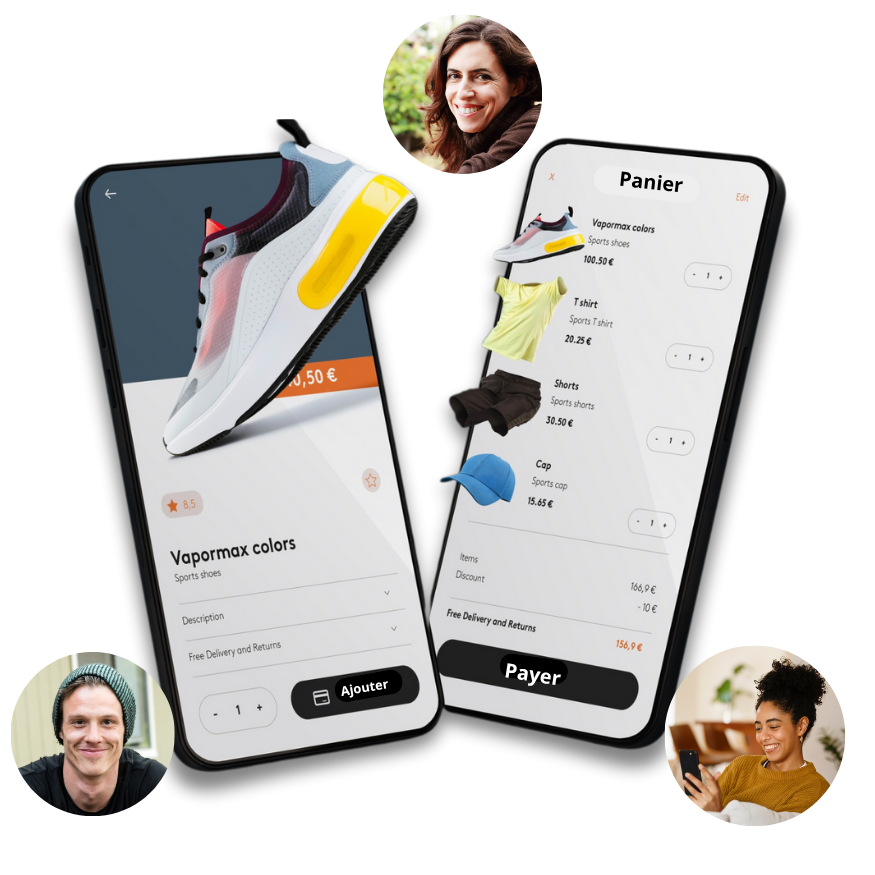 0,50 €
8,5
Vapormax colors
Sports shoes
Description
Free Delivery and Returns
- 1 +
Ajouter
x
Panier
Edit
Vapormax colors
Sports shoes
100.50 €
- 1 +
T shirt
Sports T shirt
20.25 €
- 1 +
Shorts
Sports shorts
30.50 €
- 1 +
Cap
Sports cap
15.65 €
- 1 +
Items
166,9 €
Discount
- 10 €
Free Delivery and Returns
156,9 €
Payer